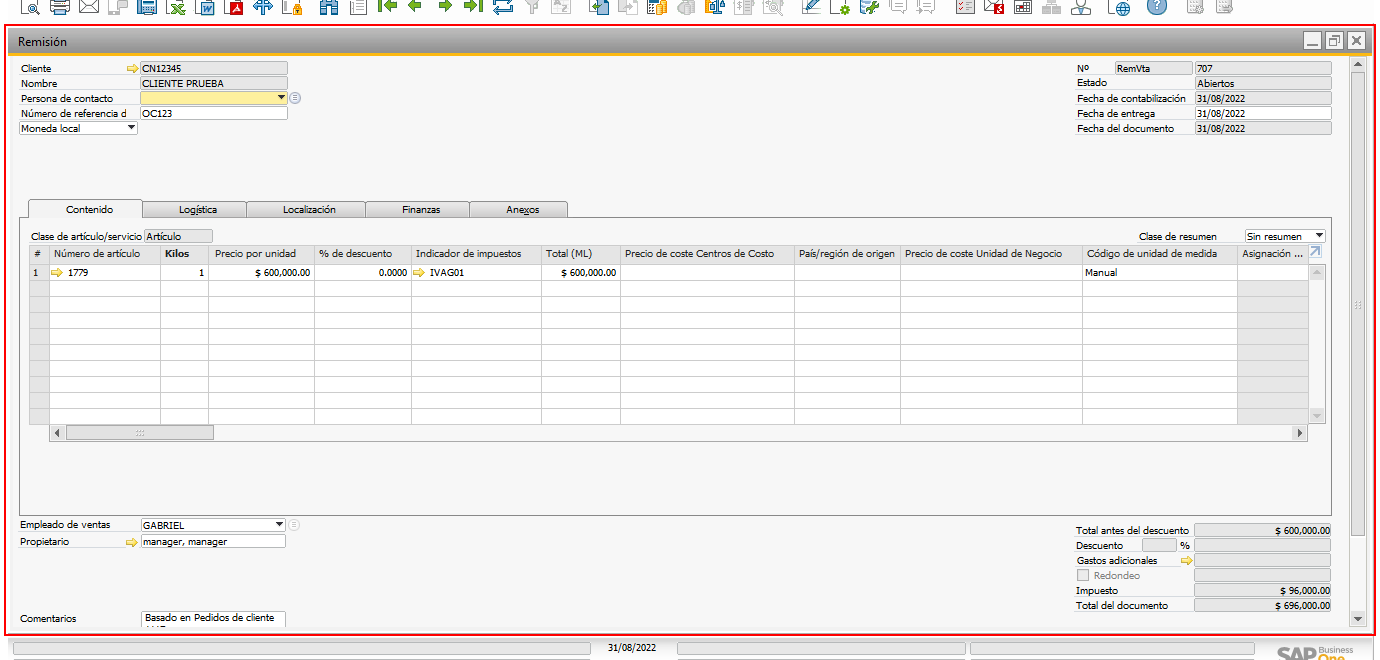 Remisión
Cliente CN12345 Nº RemVta 707
Nombre CLIENTE PRUEBA Estado Abiertos
Persona de contacto Fecha de contabilización 31/08/2022
Número de referencia d OC123 Fecha de entrega 31/08/2022
Moneda local Fecha del documento 31/08/2022
Contenido Logística Localización Finanzas Anexos
Clase de artículo/servicio Artículo Clase de resumen Sin resumen
# Número de artículo Kilos Precio por unidad % de descuento Indicador de impuestos Total (ML) Precio de coste Centros de Costo País/región de origen Precio de coste Unidad de Negocio Código de unidad de medida Asignación ...
1 1779 1 $ 600,000.00 0.0000 IVAG01 $ 600,000.00 Manual
Empleado de ventas GABRIEL Total antes del descuento $ 600,000.00
Propietario manager, manager Descuento %
Gastos adicionales
Redondeo
Impuesto $ 96,000.00
Total del documento $ 696,000.00
Comentarios Basado en Pedidos de cliente
31/08/2022 SAP Business
One